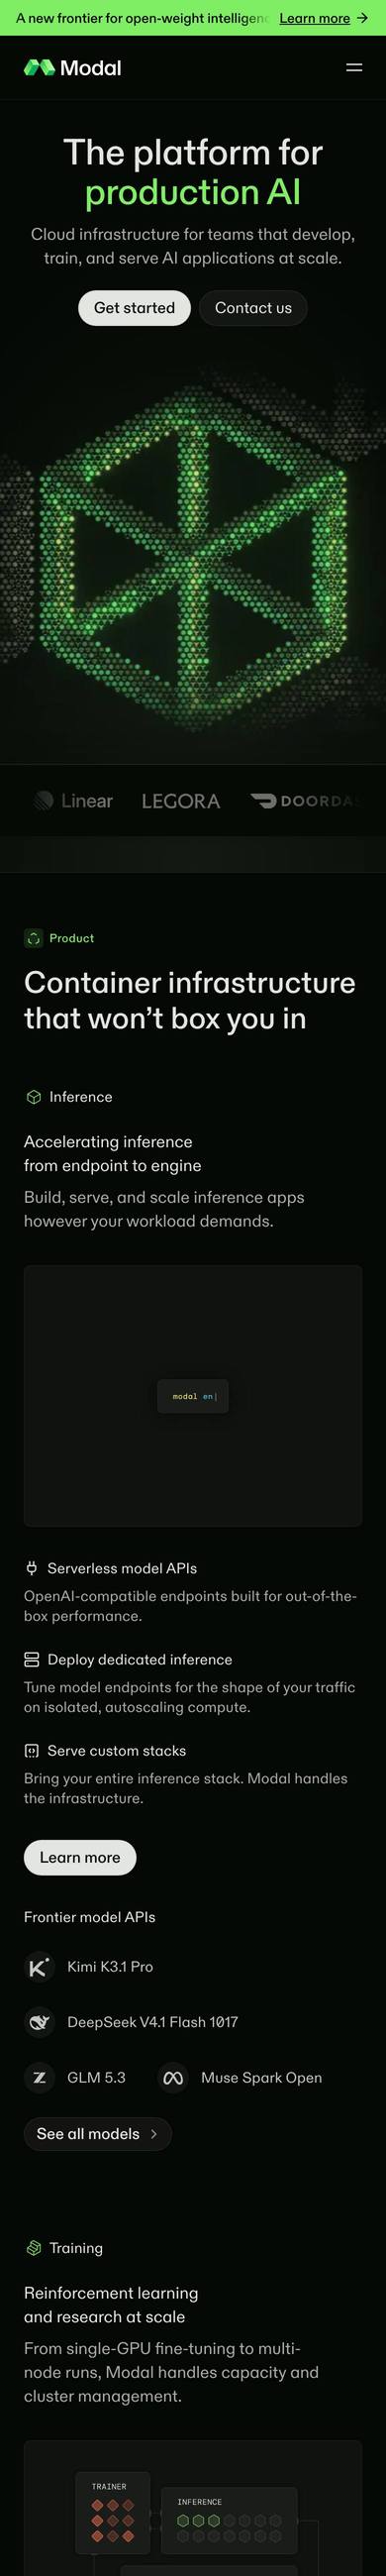 A new frontier for open-weight Learn more →
Modal
The platform for
production AI
Cloud infrastructure for teams that develop,
train, and serve AI applications at scale.
Get started
Contact us
Linear LEGORA
Product
Container infrastructure
that won’t box you in
Inference
Accelerating inference
from endpoint to engine
Build, serve, and scale inference apps
however your workload demands.
modal en|
Serverless model APIs
OpenAI-compatible endpoints built for out-of-the-
box performance.
Deploy dedicated inference
Tune model endpoints for the shape of your traffic
on isolated, autoscaling compute.
Serve custom stacks
Bring your entire inference stack. Modal handles
the infrastructure.
Learn more
Frontier model APIs
Kimi K3.1 Pro
DeepSeek V4.1 Flash 1017
GLM 5.3
Muse Spark Open
See all models
Training
Reinforcement learning
and research at scale
From single-GPU fine-tuning to multi-
node runs, Modal handles capacity and
cluster management.
TRAINER
INFERENCE